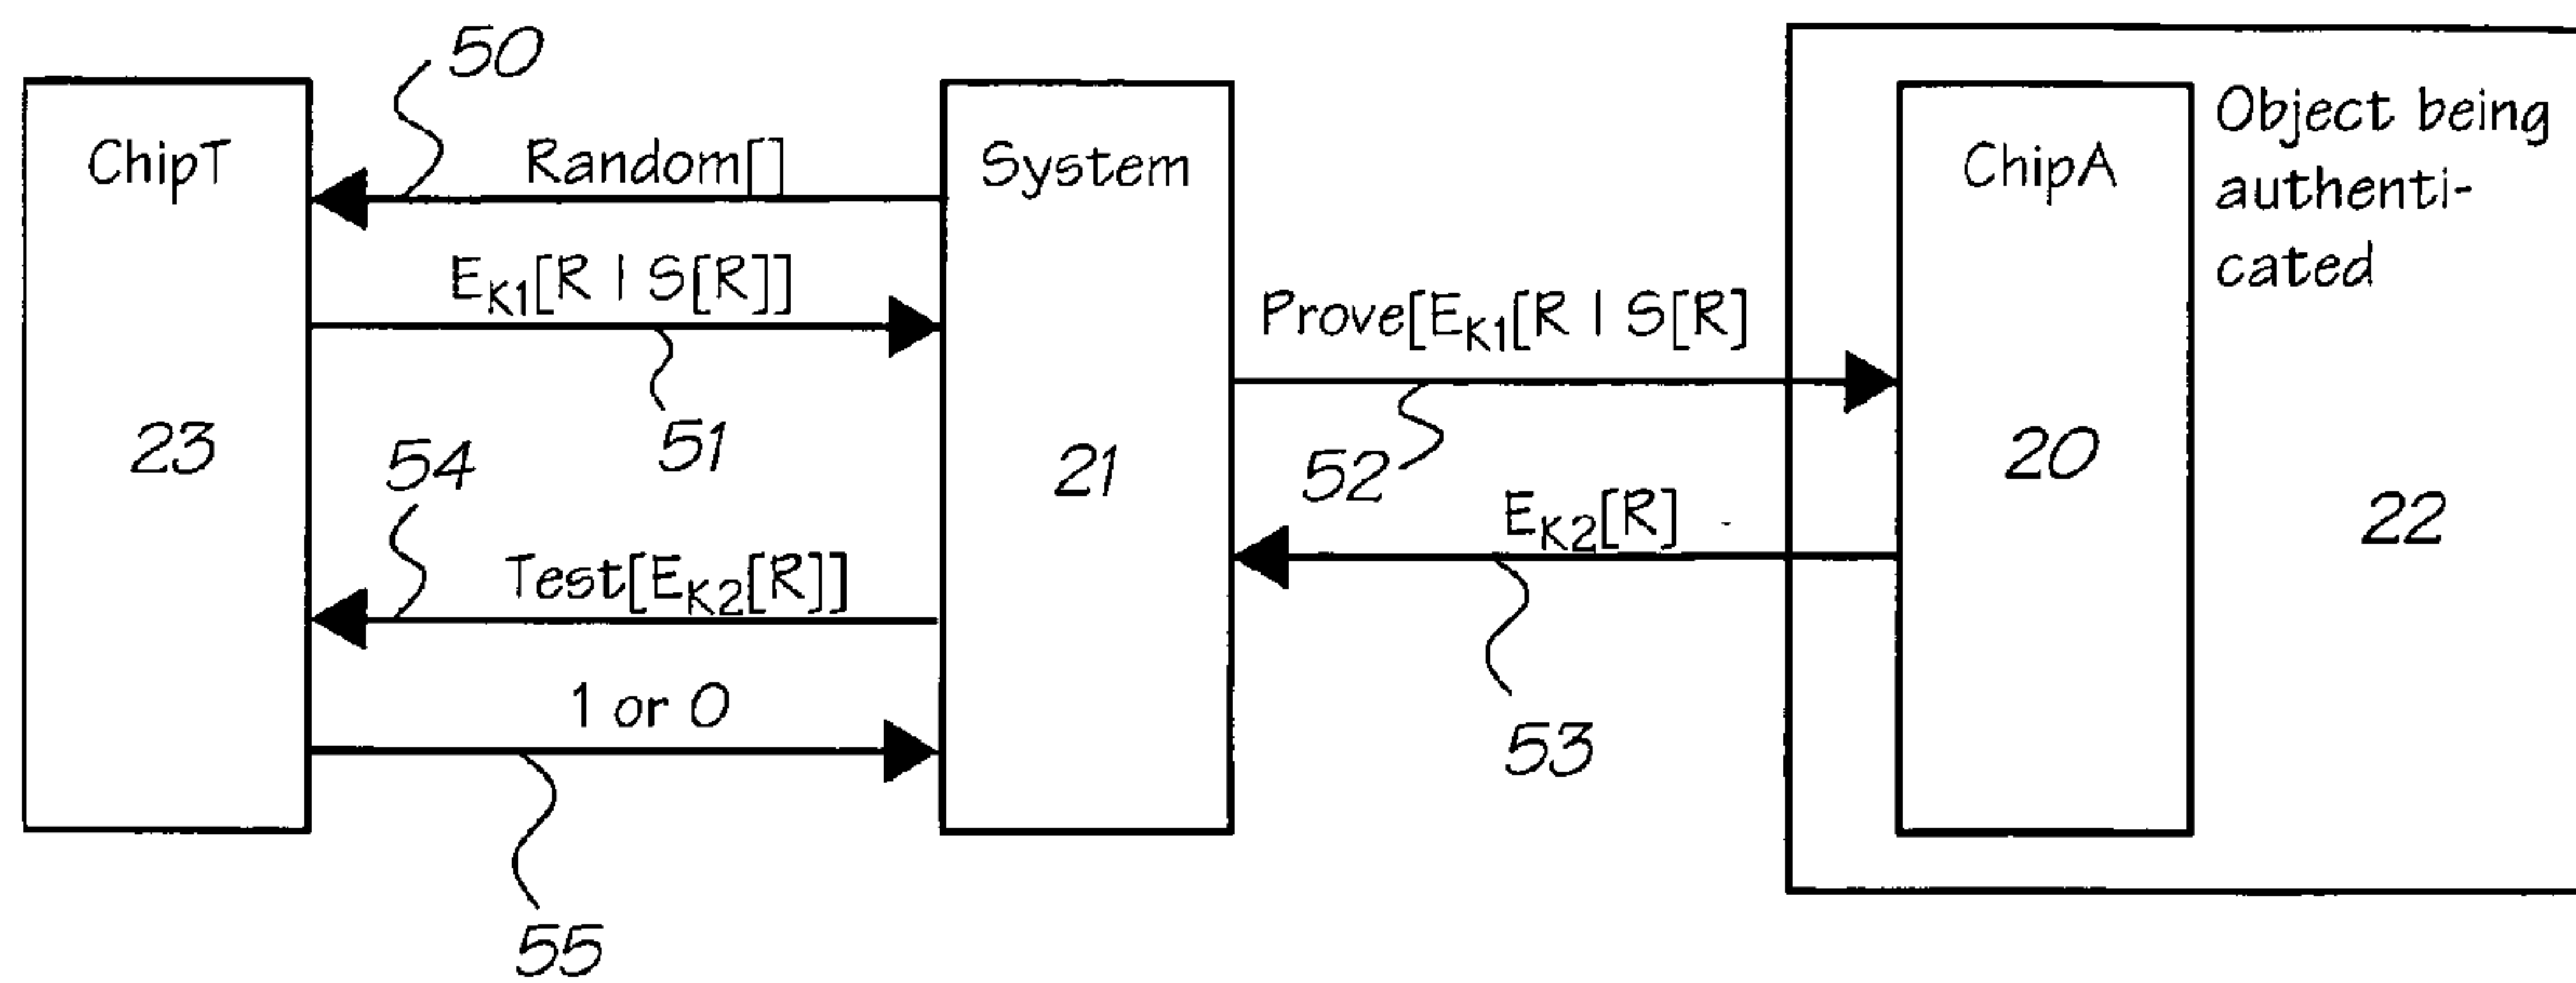 50
ChipT
Random[]
System
ChipA
Object being
authenti-
cated
E_K1[R | S[R]]
Prove[E_K1[R | S[R]
23
51
54
21
52
20
22
E_K2[R]
Test[E_K2[R]]
1 or 0
53
55